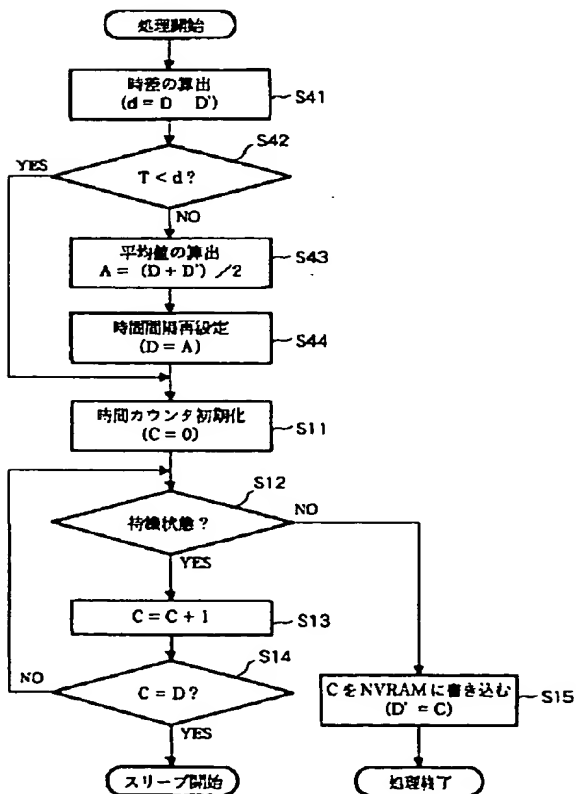 処理開始
時差の算出
(d = D D')
S41
S42
YES
T < d ?
NO
平均値の算出
A = (D + D') /2
S43
時間間隔再設定
(D = A)
S44
時間カウンタ初期化
(C = 0)
S11
S12
待機状態 ?
NO
YES
C = C + 1
S13
S14
NO
C = D ?
YES
CをNVRAMに書き込む
(D' = C)
S15
スリープ開始
処理終了